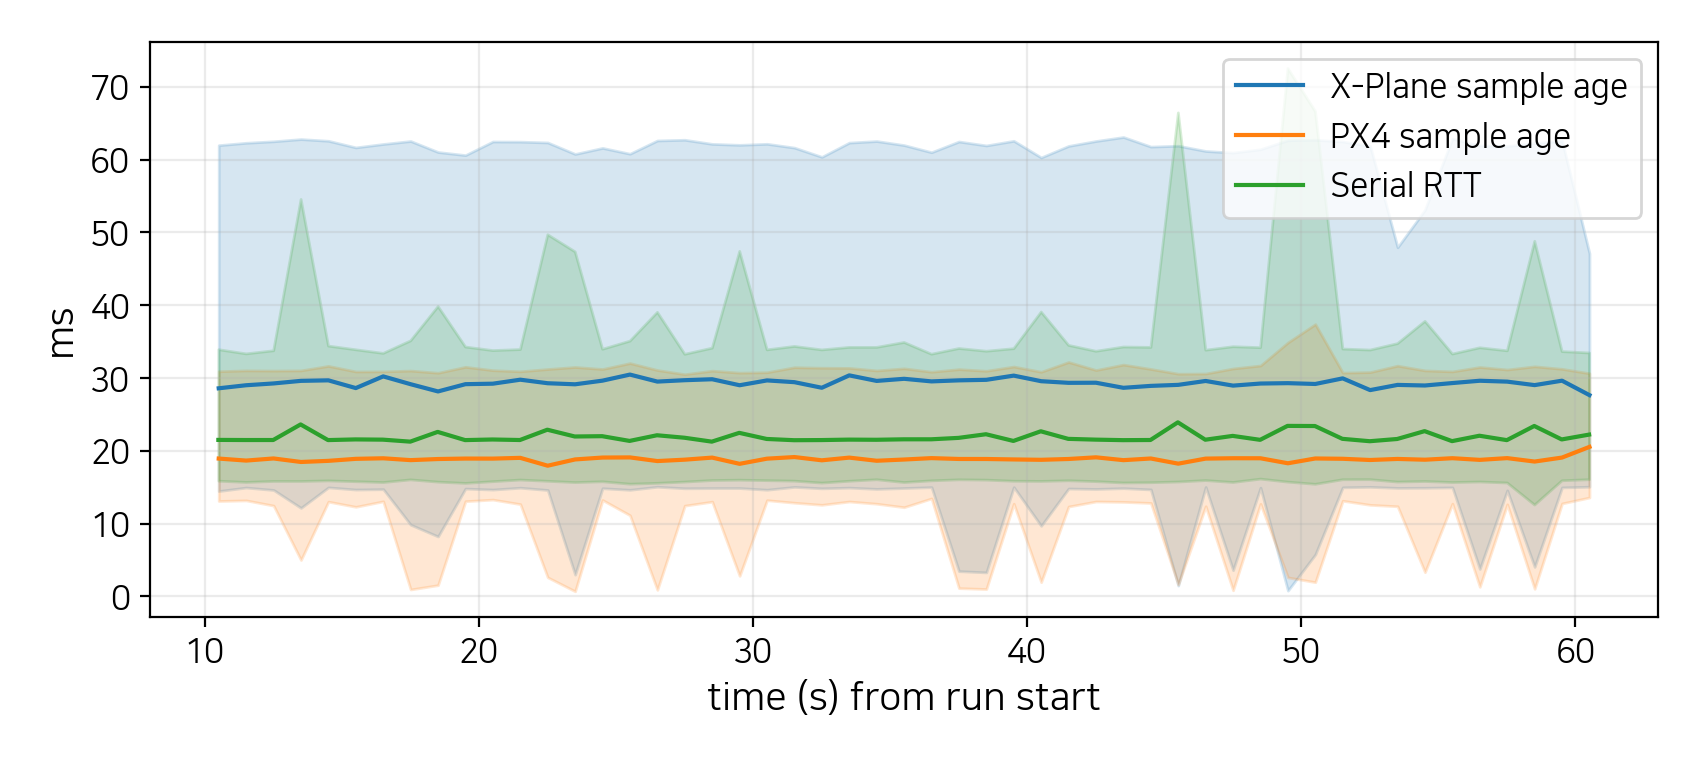 70
60
50
40
30
20
10
0
ms
10 20 30 40 50 60
time (s) from run start
X-Plane sample age
PX4 sample age
Serial RTT